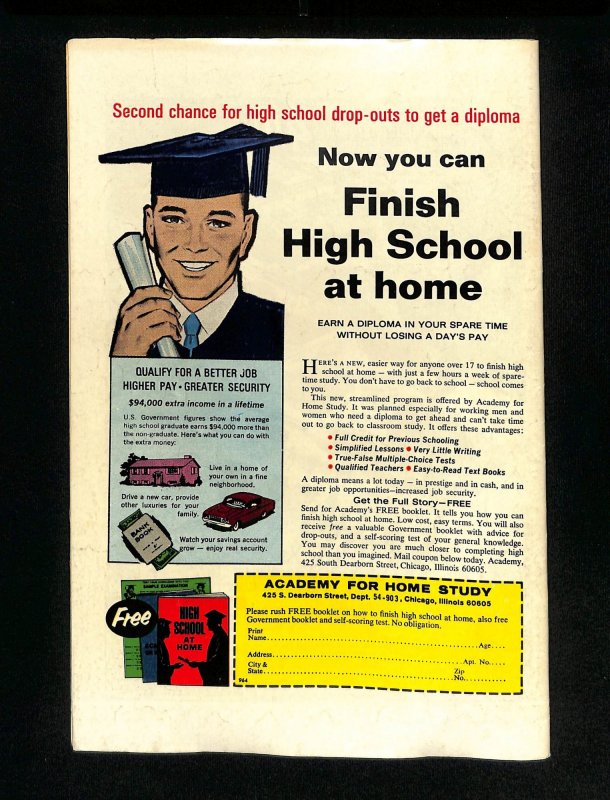 Second chance for high school drop-outs to get a diploma
Now you can
Finish
High School
at home
EARN A DIPLOMA IN YOUR SPARE TIME
WITHOUT LOSING A DAY'S PAY
QUALIFY FOR A BETTER JOB
HIGHER PAY • GREATER SECURITY
$94,000 extra income in a lifetime
U.S. Government figures show the average
high school graduate earns $94,000 more than
the non-graduate. Here's what you can do with
the extra money:
Live in a home of
your own in a fine
neighborhood.
Drive a new car, provide
other luxuries for your
family.
BANK
BOOK
Watch your savings account
grow — enjoy real security.
HERE'S A NEW, easier way for anyone over 17 to finish high
school at home — with just a few hours a week of spare-
time study. You don't have to go back to school — school comes
to you.
This new, streamlined program is offered by Academy for
Home Study. It was planned especially for working men and
women who need a diploma to get ahead and can't take time
out to go back to classroom study. It offers these advantages:
• Full Credit for Previous Schooling
• Simplified Lessons • Very Little Writing
• True-False Multiple-Choice Tests
• Qualified Teachers • Easy-to-Read Text Books
A diploma means a lot today — in prestige and in cash, and in
greater job opportunities—increased job security.
Get the Full Story—FREE
Send for Academy's FREE booklet. It tells you how you can
finish high school at home. Low cost, easy terms. You will also
receive free a valuable Government booklet with advice for
drop-outs, and a self-scoring test of your general knowledge.
You may discover you are much closer to completing high
school than you imagined. Mail coupon below today. Academy,
425 South Dearborn Street, Chicago, Illinois 60605.
Free
SAMPLE EXAMINATION
HIGH
SCHOOL
AT
HOME
ACADEMY FOR HOME STUDY
425 S. Dearborn Street, Dept. 54-903, Chicago, Illinois 60605
Please rush FREE booklet on how to finish high school at home, also free
Government booklet and self-scoring test. No obligation.
Print
Name Age
Address Apt. No.
City & Zip
State No.
P64